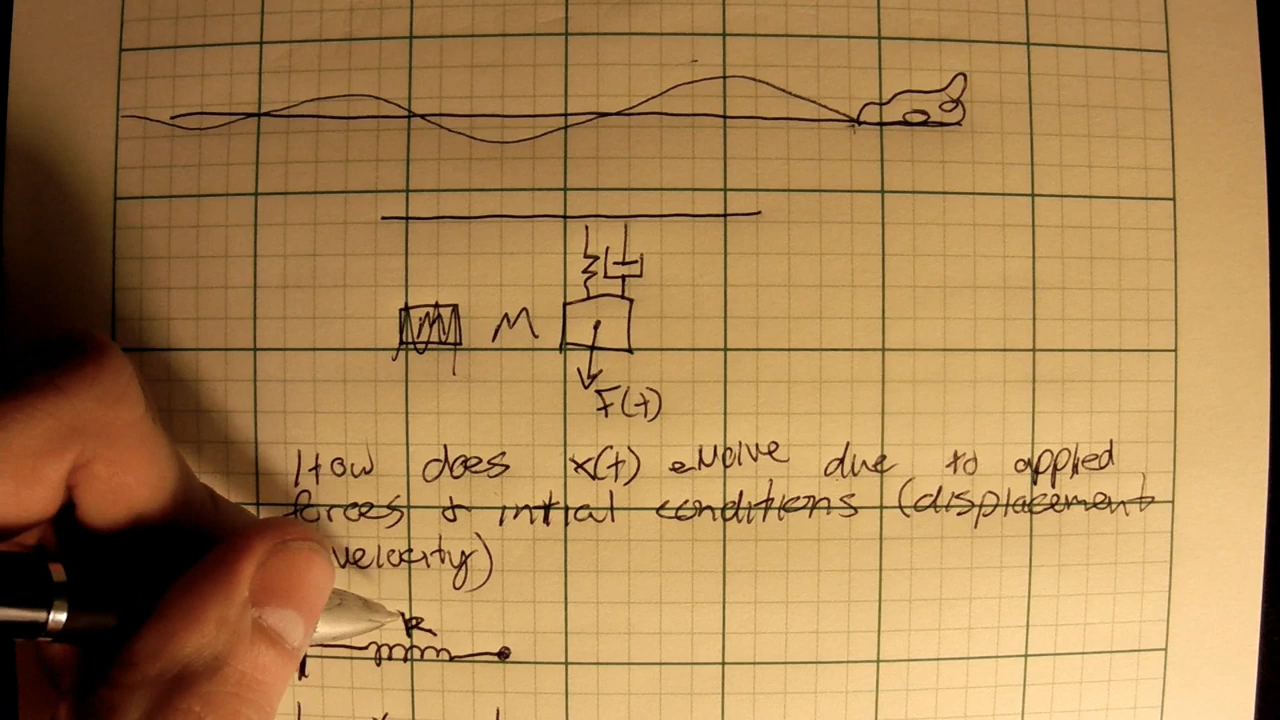 M
F(t)
How does x(t) evolve due to applied
forces & initial conditions (displacement
velocity)
k
x